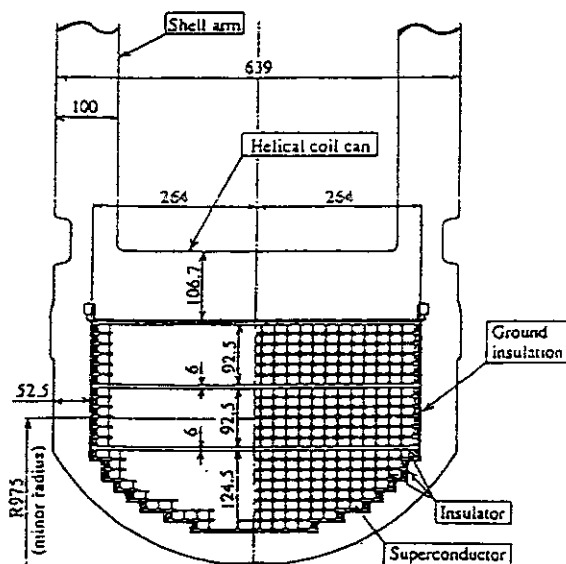 Shell arm
639
100
Helical coil can
264
264
106.7
92.5
6
92.5
6
124.5
52.5
R975
(minor radius)
Ground
insulation
Insulator
Superconductor